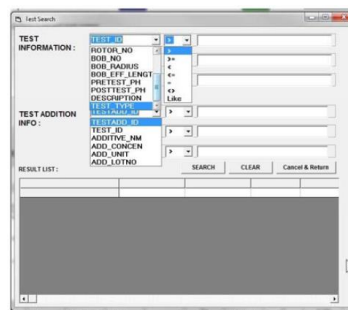 Test Search
TEST INFORMATION :
TEST_ID
>
ROTOR_NO
BOB_NO
BOB_RADIUS
BOB_EFF_LENGT
PRETEST_PH
POSTTEST_PH
DESCRIPTION
TEST_TYPE
>
>=
<
<=
=
<>
Like
TEST ADDITION INFO :
TESTADD_ID
>
TESTADD_ID
TEST_ID
ADDITIVE_NM
ADD_CONCEN
ADD_UNIT
ADD_LOTNO
>
>
RESULT LIST :
SEARCH
CLEAR
Cancel & Return